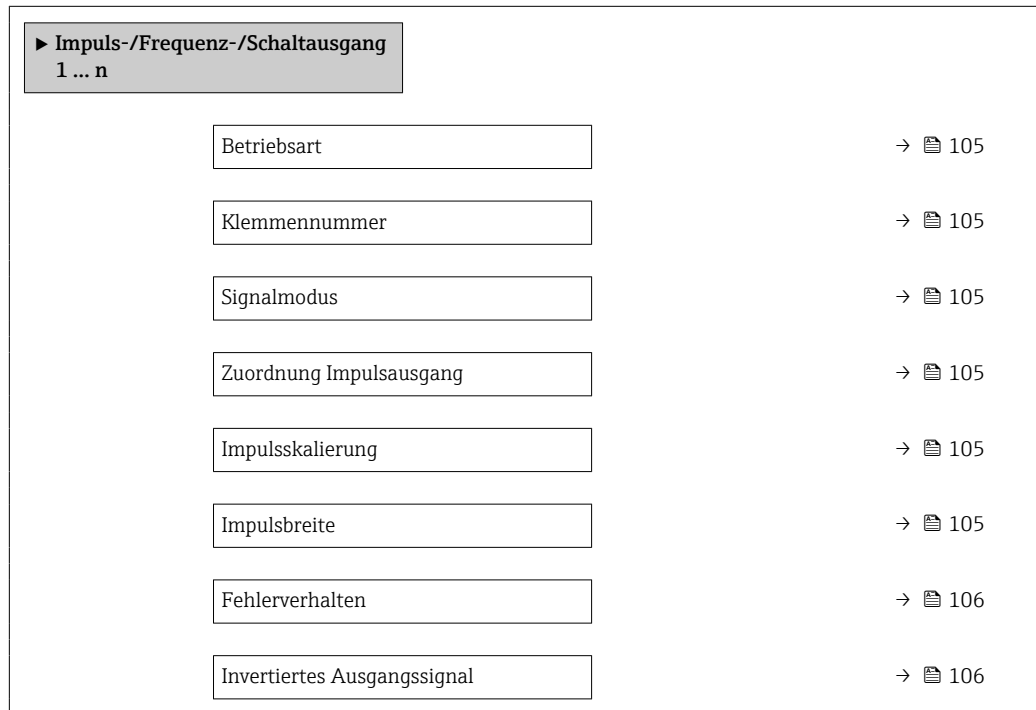 ► Impuls-/Frequenz-/Schaltausgang
1 ... n
Betriebsart → 105
Klemmennummer → 105
Signalmodus → 105
Zuordnung Impulsausgang → 105
Impulsskalierung → 105
Impulsbreite → 105
Fehlerverhalten → 106
Invertiertes Ausgangssignal → 106